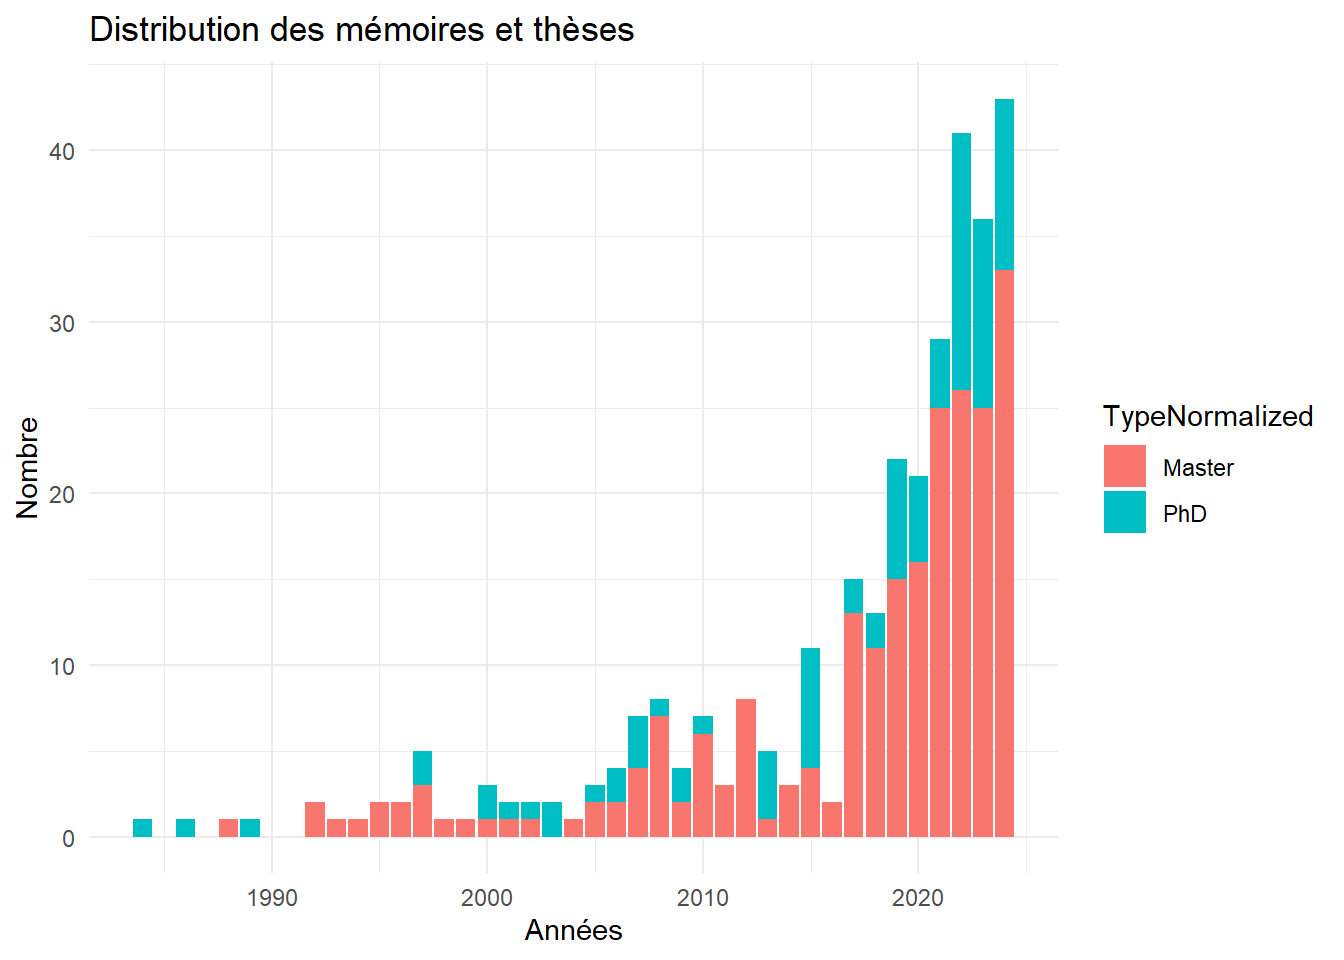 Distribution des mémoires et thèses
40
30
20
10
0
Nombre
1990 2000 2010 2020
Années
TypeNormalized
Master
PhD